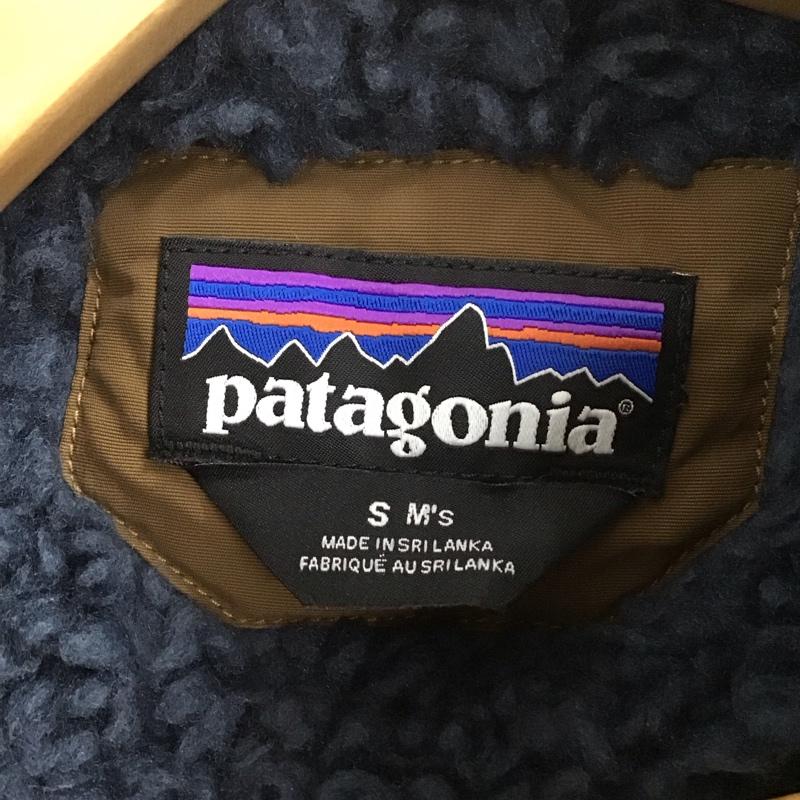 patagonia®
S M's
MADE IN SRI LANKA
FABRIQUÉ AU SRI LANKA